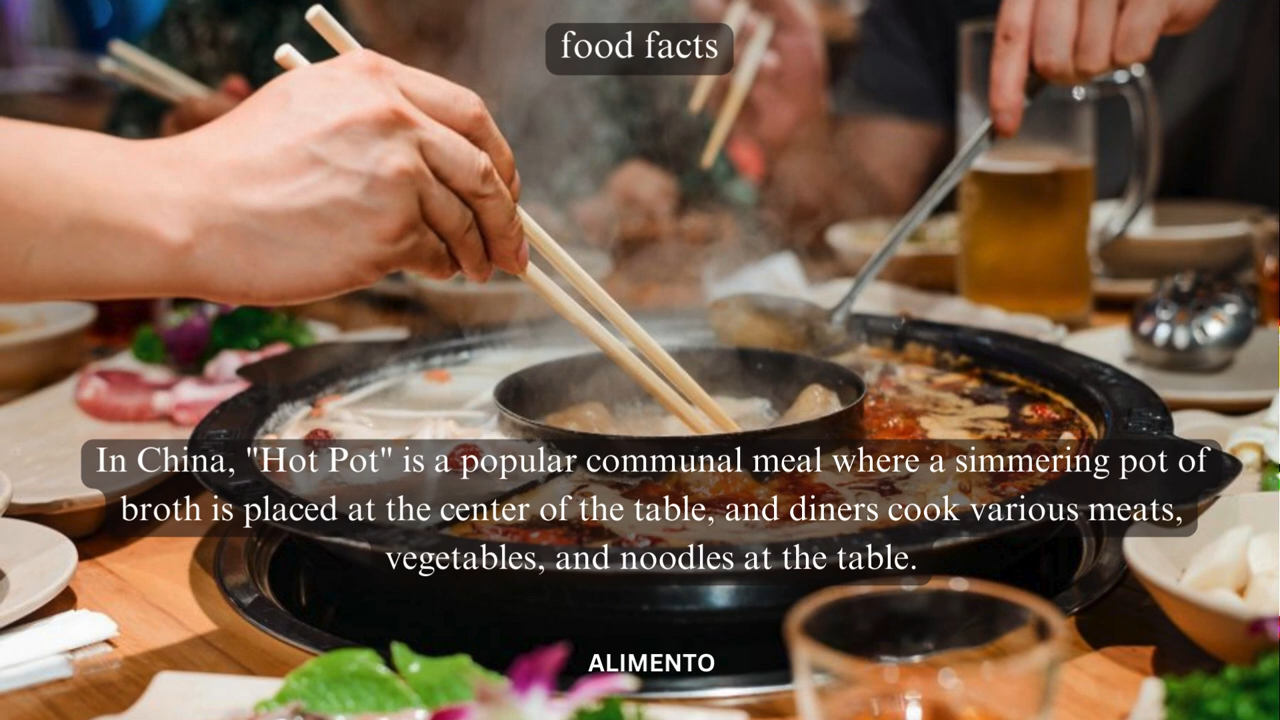 food facts
In China, "Hot Pot" is a popular communal meal where a simmering pot of
broth is placed at the center of the table, and diners cook various meats,
vegetables, and noodles at the table.
ALIMENTO